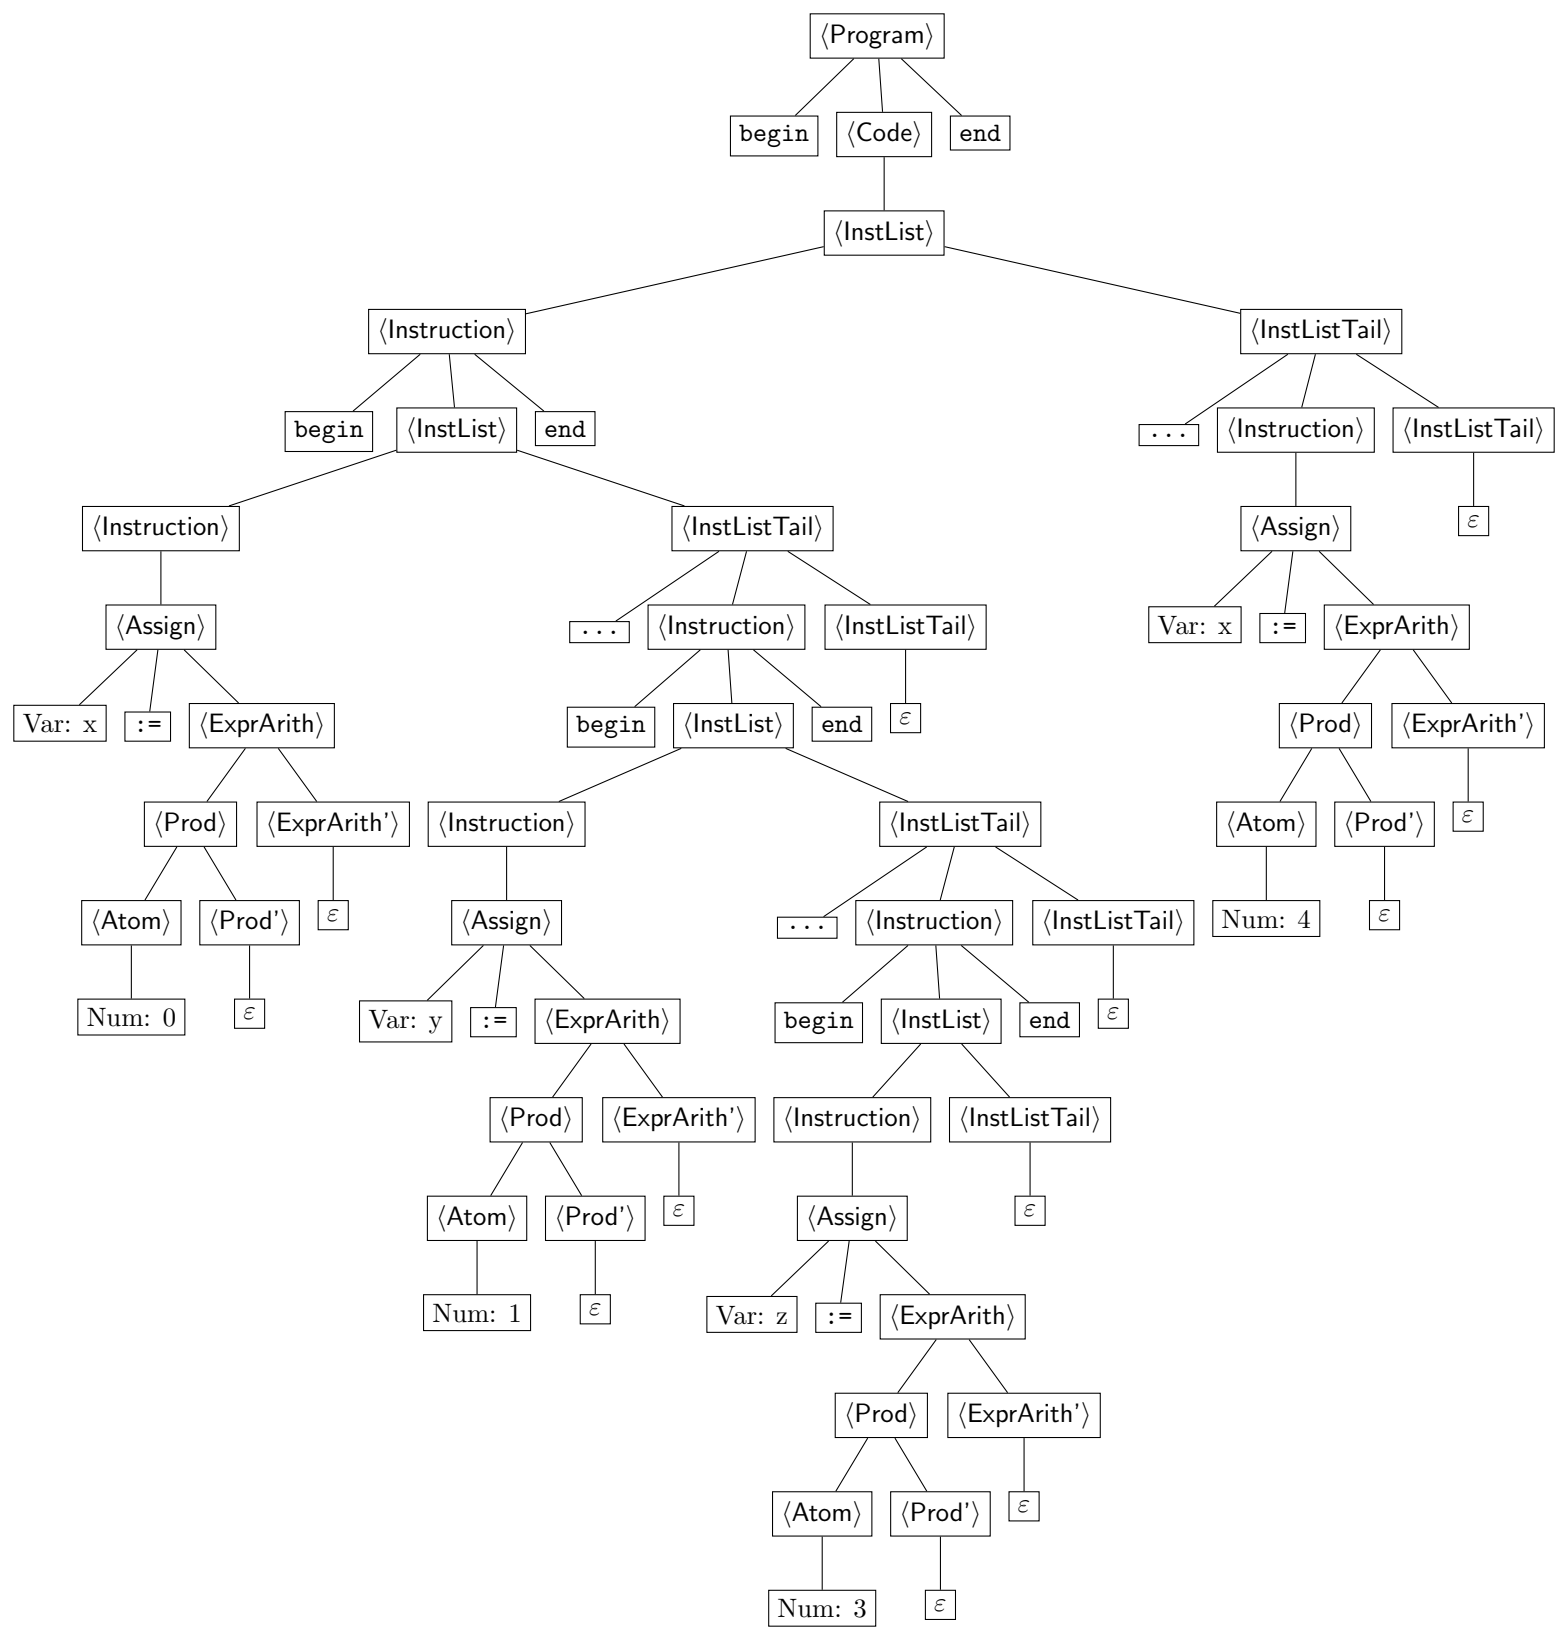 ⟨Program⟩
begin ⟨Code⟩ end
⟨InstList⟩
⟨Instruction⟩ ⟨InstListTail⟩
begin ⟨InstList⟩ end ... ⟨Instruction⟩ ⟨InstListTail⟩
⟨Instruction⟩ ⟨InstListTail⟩ ⟨Assign⟩ ε
⟨Assign⟩ ... ⟨Instruction⟩ ⟨InstListTail⟩ Var: x := ⟨ExprArith⟩
Var: x := ⟨ExprArith⟩ begin ⟨InstList⟩ end ε ⟨Prod⟩ ⟨ExprArith'⟩
⟨Prod⟩ ⟨ExprArith'⟩ ⟨Instruction⟩ ⟨InstListTail⟩ ⟨Atom⟩ ⟨Prod'⟩ ε
⟨Atom⟩ ⟨Prod'⟩ ε ⟨Assign⟩ ... ⟨Instruction⟩ ⟨InstListTail⟩ Num: 4 ε
Num: 0 ε Var: y := ⟨ExprArith⟩ begin ⟨InstList⟩ end ε
⟨Prod⟩ ⟨ExprArith'⟩ ⟨Instruction⟩ ⟨InstListTail⟩
⟨Atom⟩ ⟨Prod'⟩ ε ⟨Assign⟩ ε
Num: 1 ε Var: z := ⟨ExprArith⟩
⟨Prod⟩ ⟨ExprArith'⟩
⟨Atom⟩ ⟨Prod'⟩ ε
Num: 3 ε